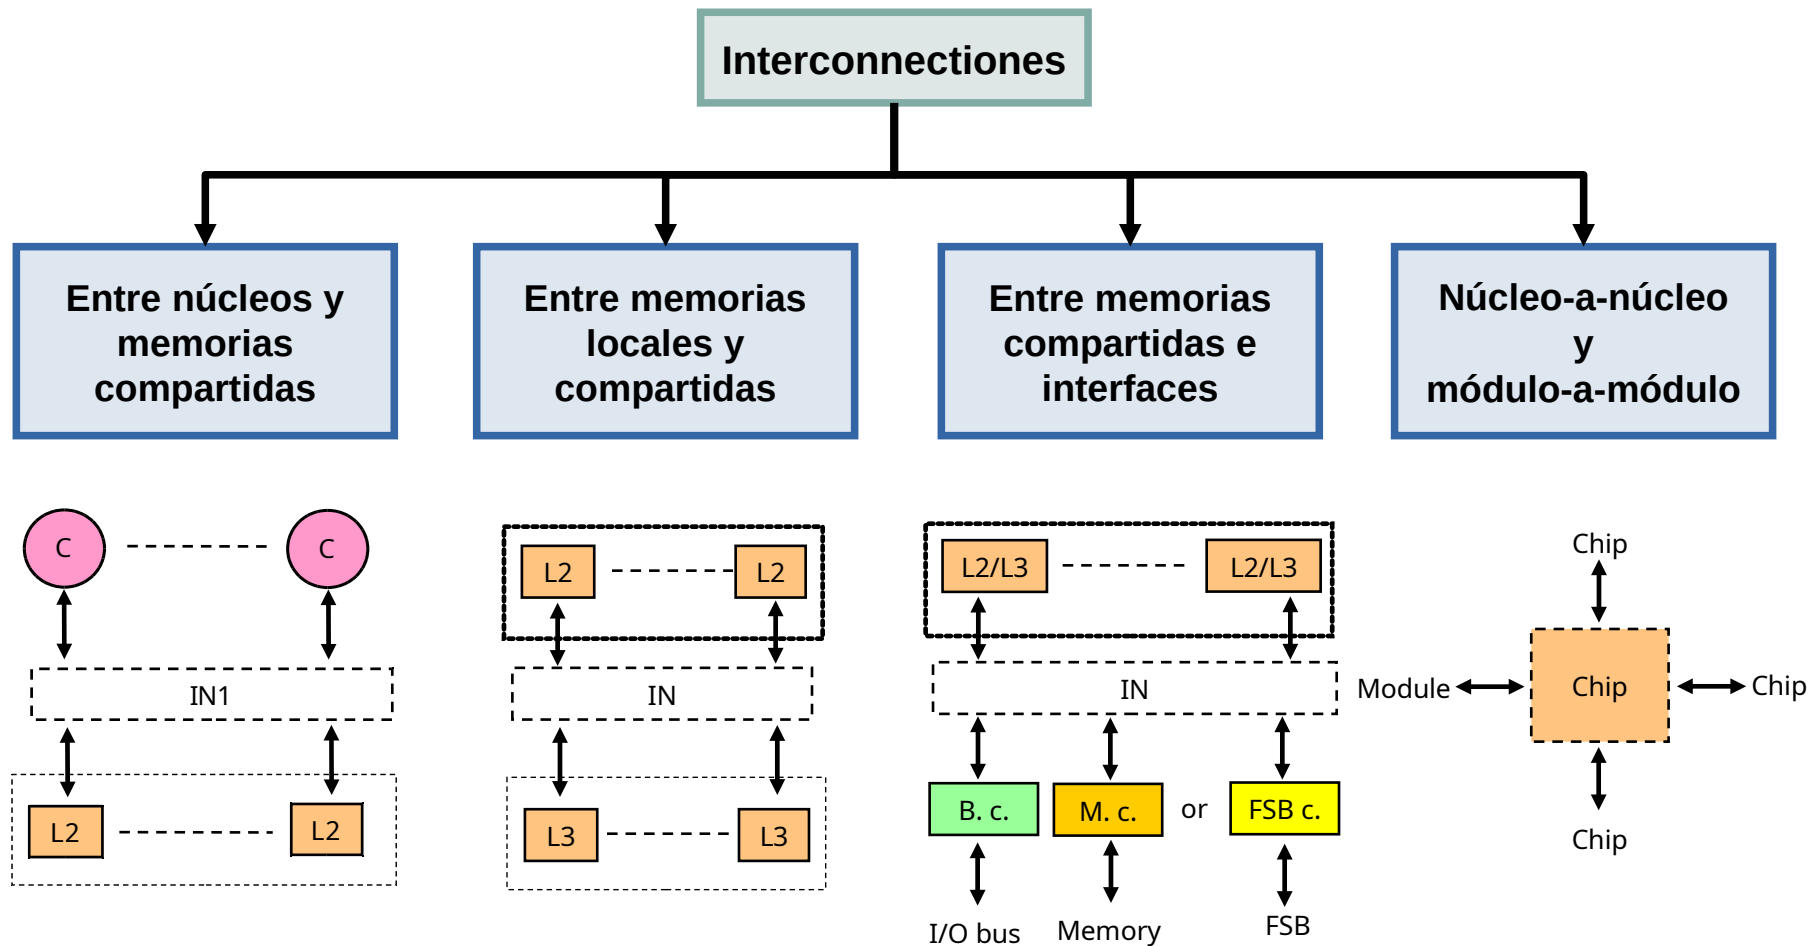 Interconnectiones
Entre núcleos y
memorias
compartidas
Entre memorias
locales y
compartidas
Entre memorias
compartidas e
interfaces
Núcleo-a-núcleo
y
módulo-a-módulo
C
C
IN1
L2
L2
L2
L2
IN
L3
L3
L2/L3
L2/L3
IN
B. c.
M. c.
or
FSB c.
I/O bus
Memory
FSB
Chip
Module
Chip
Chip
Chip